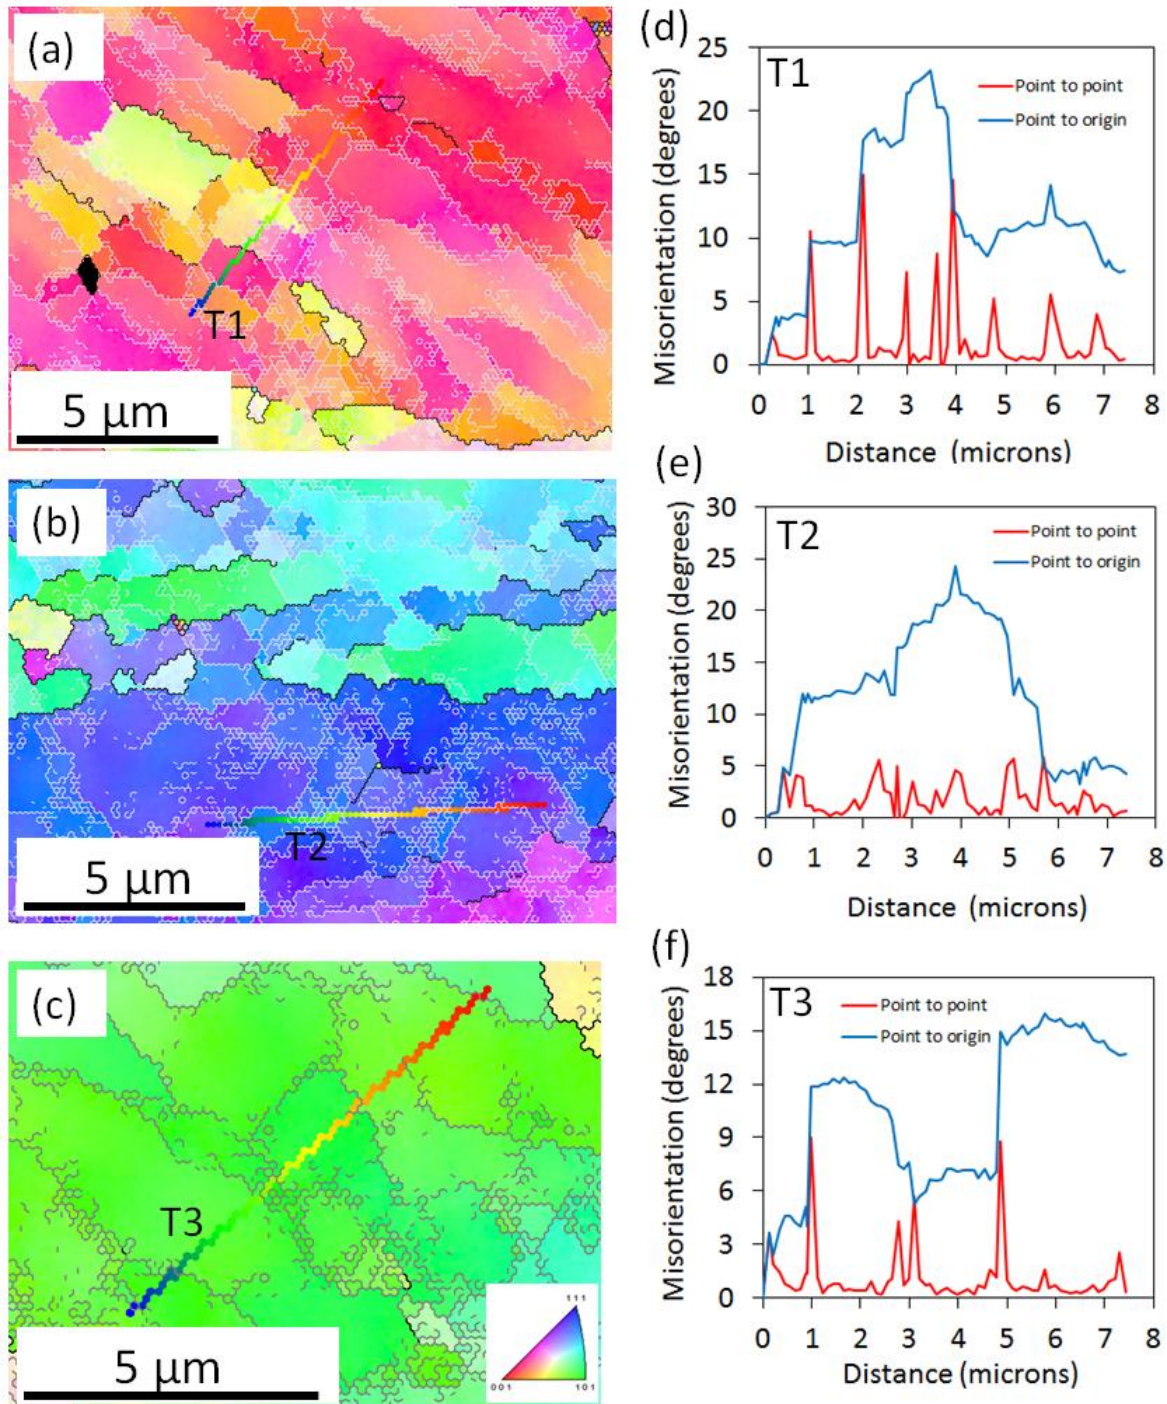 (a)
T1
5 µm
(b)
T2
5 µm
(c)
T3
5 µm
111
001
101
(d)
T1
Point to point
Point to origin
Misorientation (degrees)
25
20
15
10
5
0
0 1 2 3 4 5 6 7 8
Distance (microns)
(e)
T2
Point to point
Point to origin
Misorientation (degrees)
30
25
20
15
10
5
0
0 1 2 3 4 5 6 7 8
Distance (microns)
(f)
T3
Point to point
Point to origin
Misorientation (degrees)
18
15
12
9
6
3
0
0 1 2 3 4 5 6 7 8
Distance (microns)